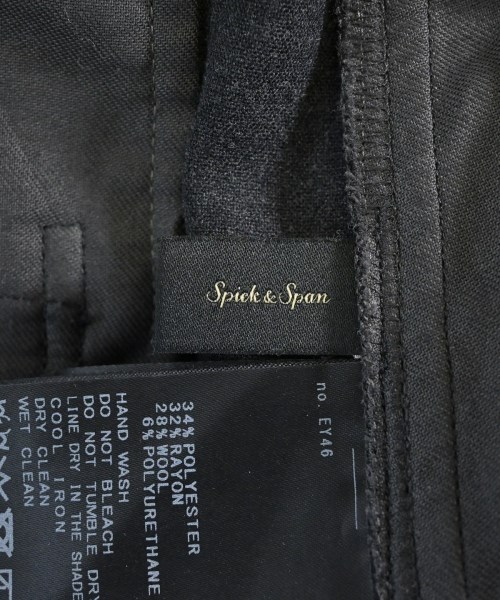 Spick & Span
no. EY46
34% POLYESTER
32% RAYON
28% WOOL
6% POLYURETHANE
HAND WASH
DO NOT BLEACH
DO NOT TUMBLE DRY
LINE DRY IN THE SHADE
COOL IRON
DRY CLEAN
WET CLEAN